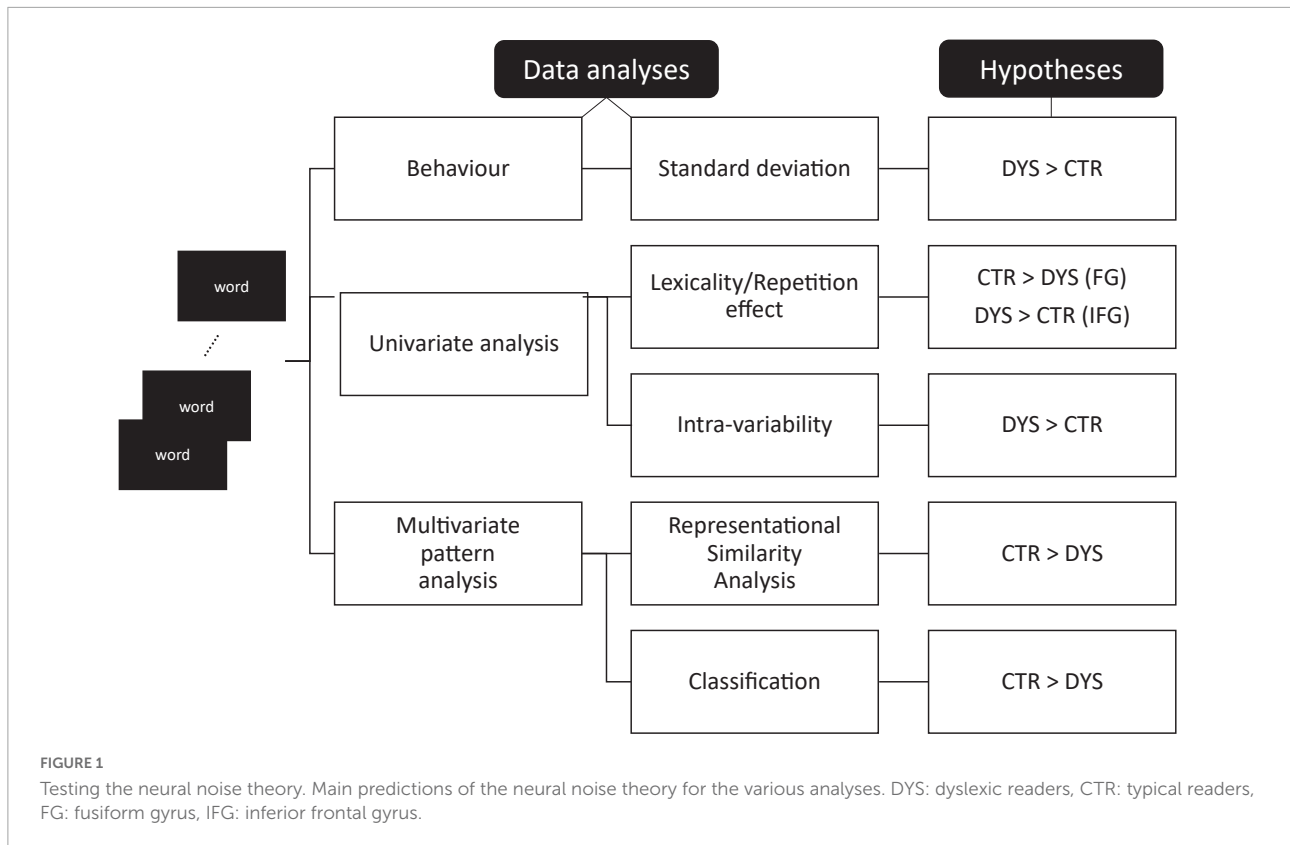 Data analyses
Hypotheses
Behaviour
Standard deviation
DYS > CTR
word
word
word
Univariate analysis
Lexicality/Repetition
effect
CTR > DYS (FG)
DYS > CTR (IFG)
Intra-variability
DYS > CTR
Multivariate
pattern
analysis
Representational
Similarity
Analysis
CTR > DYS
Classification
CTR > DYS
FIGURE 1
Testing the neural noise theory. Main predictions of the neural noise theory for the various analyses. DYS: dyslexic readers, CTR: typical readers,
FG: fusiform gyrus, IFG: inferior frontal gyrus.